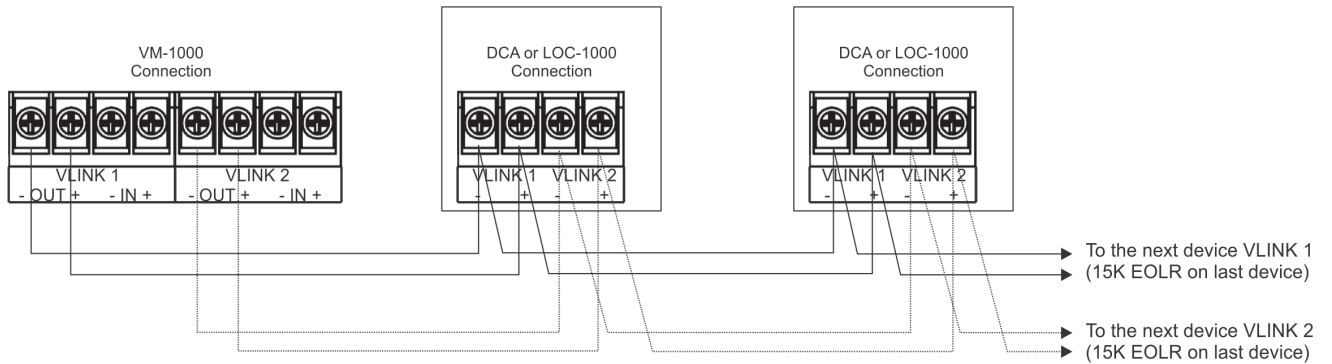 VM-1000
Connection
DCA or LOC-1000
Connection
DCA or LOC-1000
Connection
VLINK 1 VLINK 2
- OUT + - IN + - OUT + - IN +
VLINK 1 VLINK 2
- + - +
VLINK 1 VLINK 2
- + - +
To the next device VLINK 1
(15K EOLR on last device)
To the next device VLINK 2
(15K EOLR on last device)